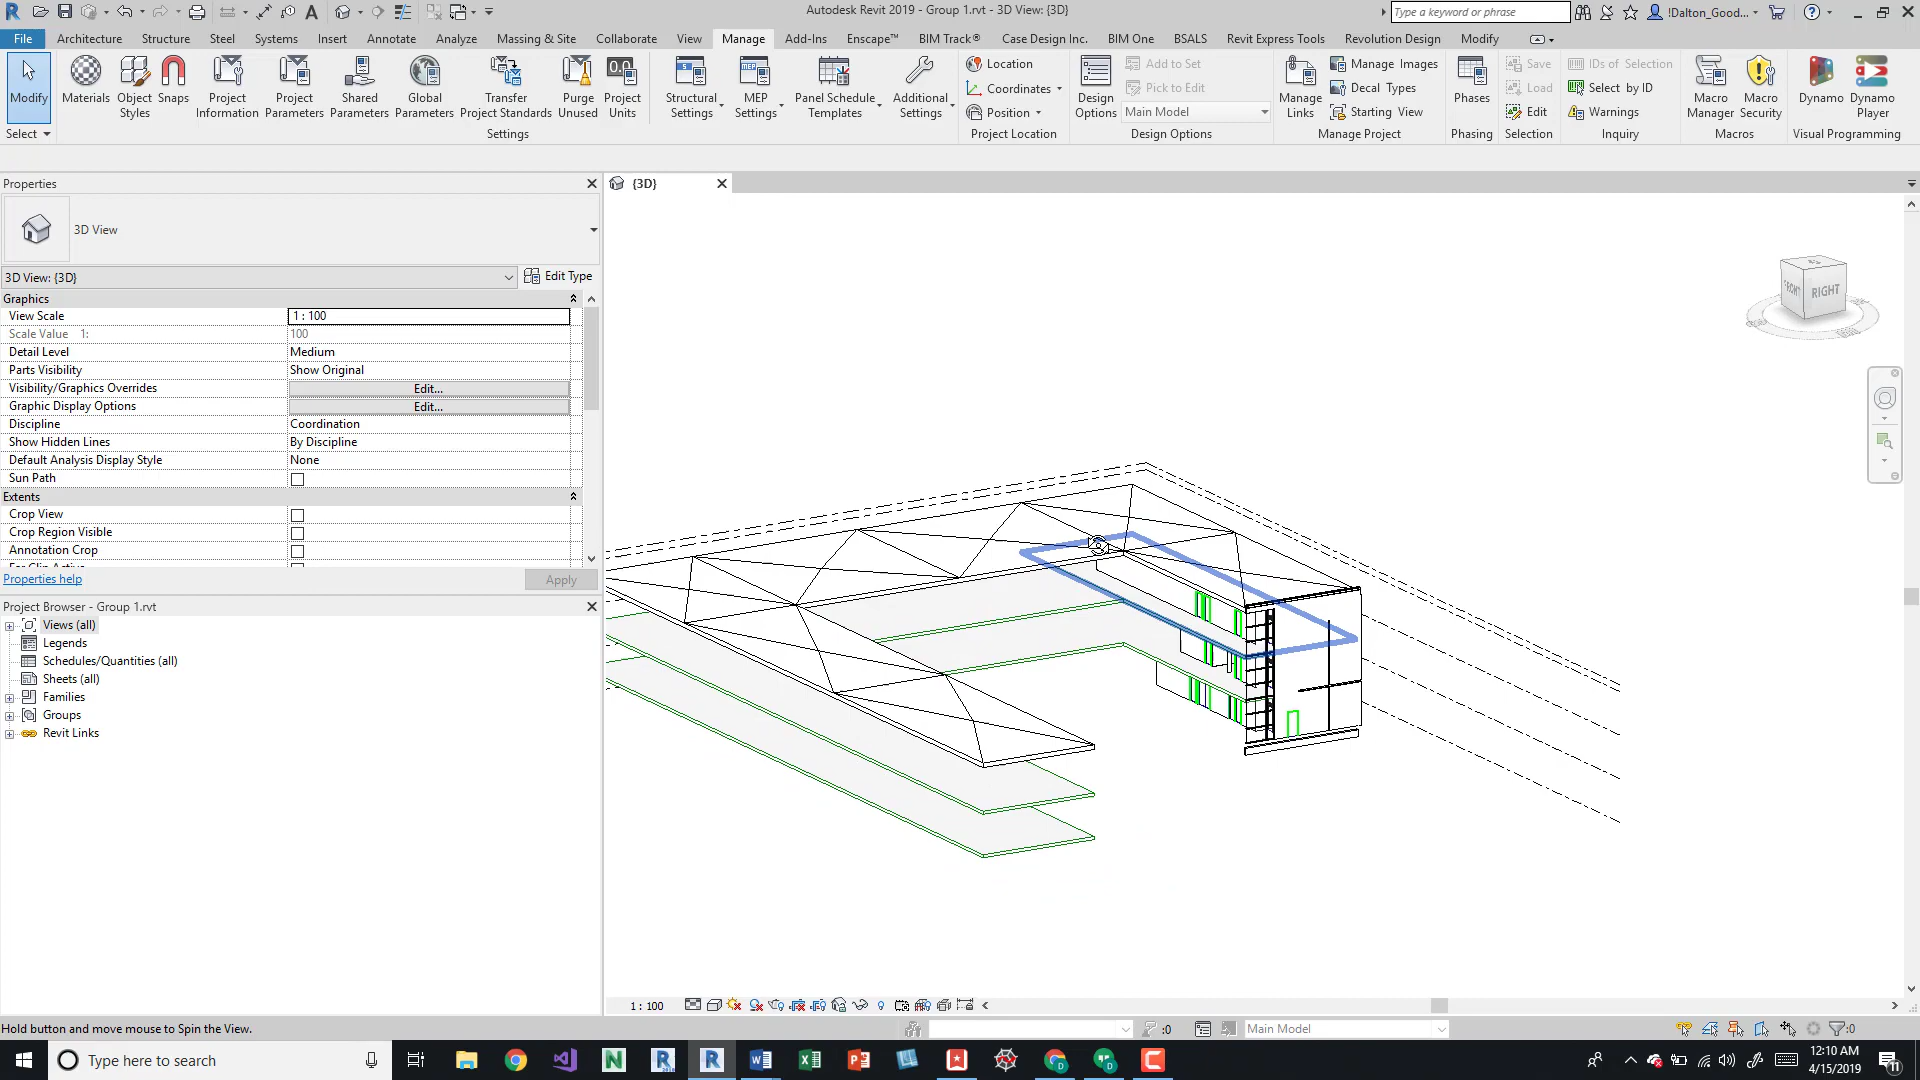 Autodesk Revit 2019 - Group 1.rvt - 3D View: {3D}
Type a keyword or phrase
!Dalton_Good...
File Architecture Structure Steel Systems Insert Annotate Analyze Massing & Site Collaborate View Manage Add-Ins Enscape™ BIM Track® Case Design Inc. BIM One BSALS Revit Express Tools Revolution Design Modify
Modify
Materials
Object Styles
Snaps
Project Information
Project Parameters
Shared Parameters
Global Parameters
Transfer Project Standards
Purge Unused
Project Units
Structural Settings
MEP Settings
Panel Schedule Templates
Additional Settings
Location
Coordinates
Position
Design Options
Add to Set
Pick to Edit
Main Model
Manage Links
Manage Images
Decal Types
Starting View
Phases
Save
Load
Edit
IDs of Selection
Select by ID
Warnings
Macro Manager
Macro Security
Dynamo
Dynamo Player
Select
Settings
Project Location
Design Options
Manage Project
Phasing
Selection
Inquiry
Macros
Visual Programming
Properties
{3D}
3D View
3D View: {3D}
Edit Type
Graphics
View Scale 1 : 100
Scale Value 1: 100
Detail Level Medium
Parts Visibility Show Original
Visibility/Graphics Overrides Edit...
Graphic Display Options Edit...
Discipline Coordination
Show Hidden Lines By Discipline
Default Analysis Display Style None
Sun Path
Extents
Crop View
Crop Region Visible
Annotation Crop
Properties help
Apply
FRONT
RIGHT
Project Browser - Group 1.rvt
Views (all)
Legends
Schedules/Quantities (all)
Sheets (all)
Families
Groups
Revit Links
1 : 100
Hold button and move mouse to Spin the View.
:0
Main Model
:0
Type here to search
12:10 AM
4/15/2019
11